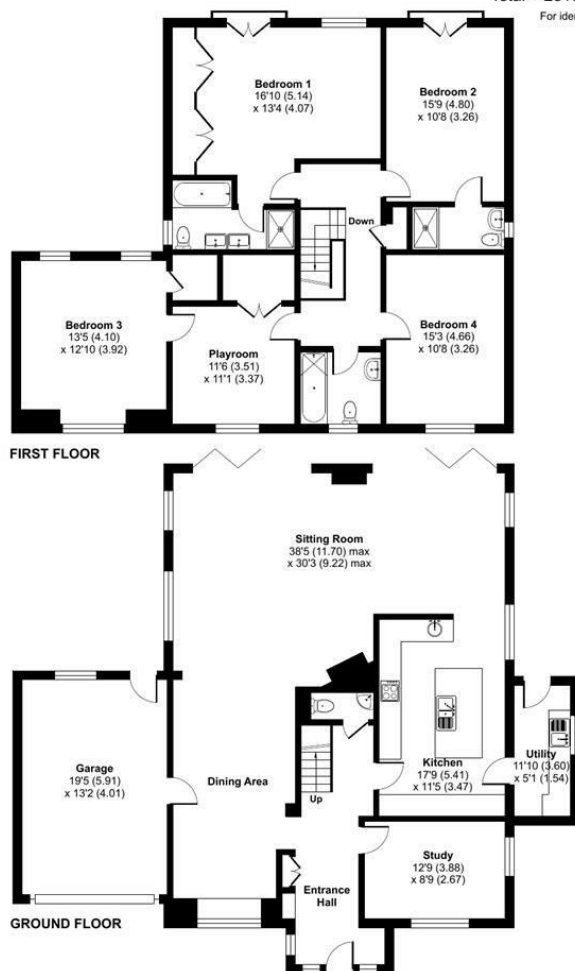 For iden
Bedroom 1
16'10 (5.14)
x 13'4 (4.07)
Bedroom 2
15'9 (4.80)
x 10'8 (3.26)
Down
Bedroom 3
13'5 (4.10)
x 12'10 (3.92)
Playroom
11'6 (3.51)
x 11'1 (3.37)
Bedroom 4
15'3 (4.66)
x 10'8 (3.26)
FIRST FLOOR
Sitting Room
38'5 (11.70) max
x 30'3 (9.22) max
Garage
19'5 (5.91)
x 13'2 (4.01)
Dining Area
Up
Kitchen
17'9 (5.41)
x 11'5 (3.47)
Utility
11'10 (3.60)
x 5'1 (1.54)
Study
12'9 (3.88)
x 8'9 (2.67)
Entrance
Hall
GROUND FLOOR